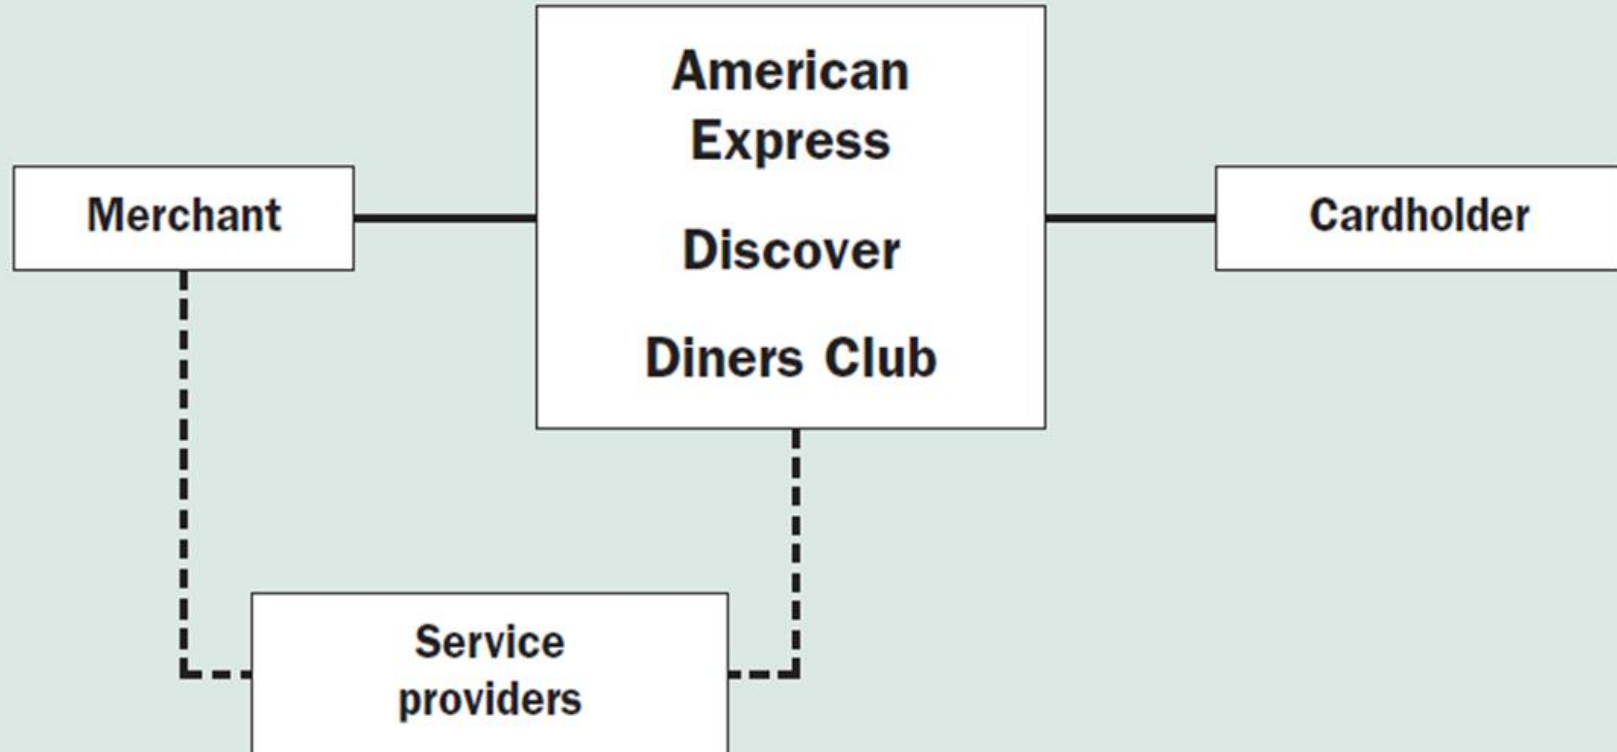 American
Express
Discover
Diners Club
Merchant
Cardholder
Service
providers